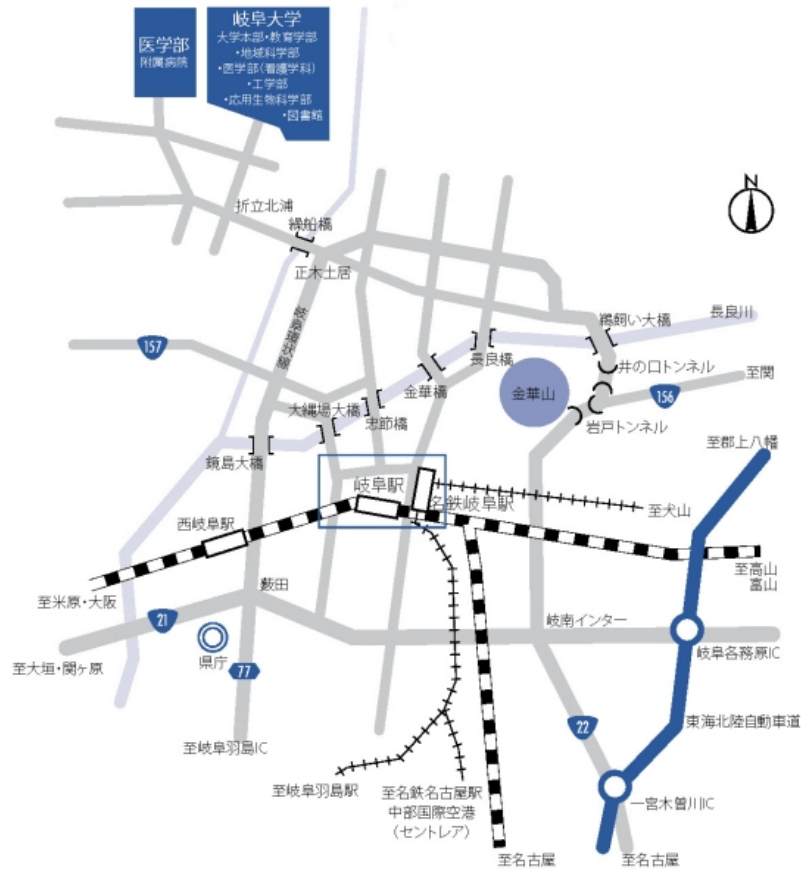 医学部
附属病院
岐阜大学
大学本部・教育学部
・地域科学部
・医学部(看護学科)
・工学部
・応用生物科学部
・図書館
N
折立北浦
繰船橋
正木土居
岐阜環状線
157
鵜飼い大橋
長良川
長良橋
井の口トンネル
至関
金華橋
金華山
156
大縄場大橋
忠節橋
岩戸トンネル
鏡島大橋
至郡上八幡
岐阜駅
名鉄岐阜駅
至犬山
西岐阜駅
至高山
富山
薮田
至米原・大阪
21
岐南インター
県庁
岐阜各務原IC
至大垣・関ヶ原
77
東海北陸自動車道
22
至岐阜羽島IC
至岐阜羽島駅
至名鉄名古屋駅
中部国際空港
(セントレア)
一宮木曽川IC
至名古屋
至名古屋